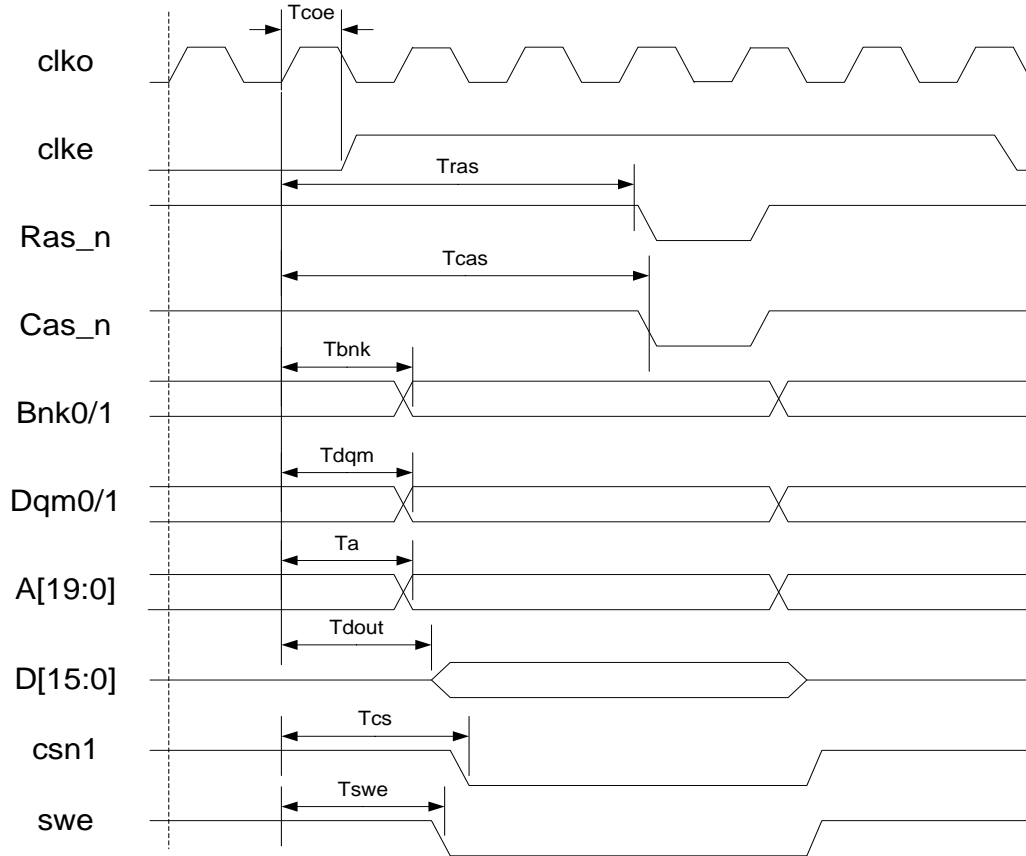 Tcoe
clko
clke
Tras
Ras_n
Tcas
Cas_n
Tbnk
Bnk0/1
Tdqm
Dqm0/1
Ta
A[19:0]
Tdout
D[15:0]
Tcs
csn1
Tswe
swe